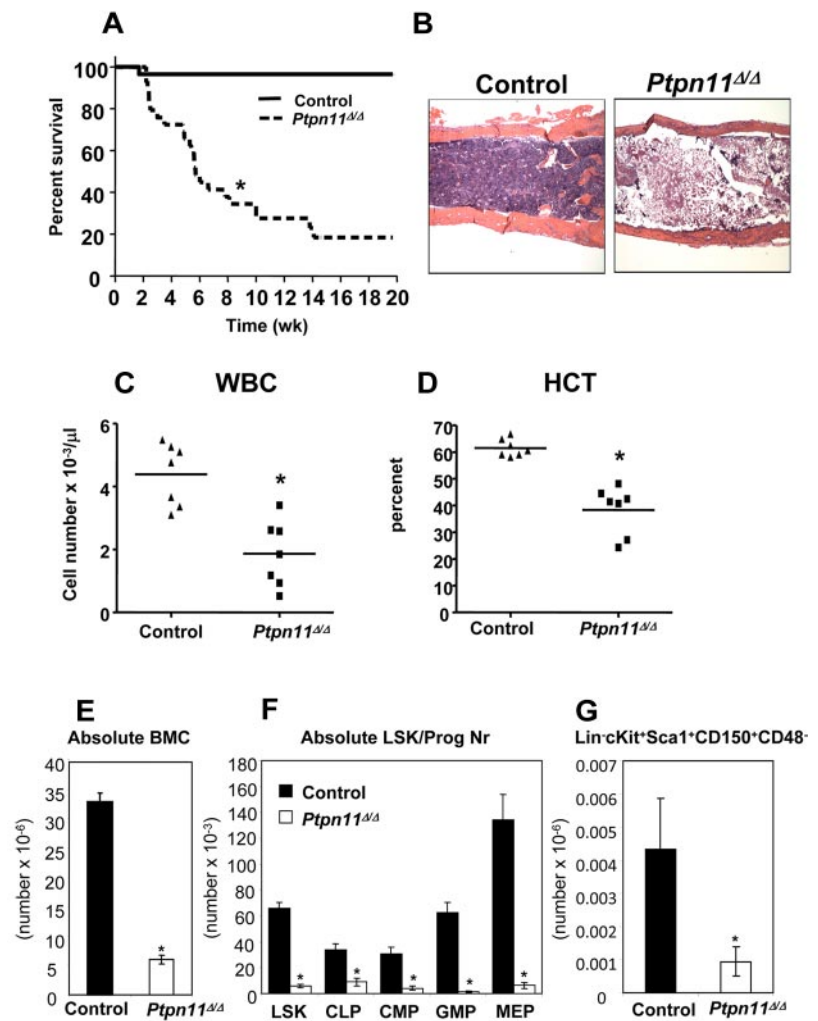 A
Percent survival
100
80
60
40
20
0
Control
Ptpn11Δ/Δ
*
0 2 4 6 8 10 12 14 16 18 20
Time (wk)
B
Control Ptpn11Δ/Δ
C WBC
Cell number x 10-3/µl
6
4
2
0
*
Control Ptpn11Δ/Δ
D HCT
percenet
70
60
50
40
30
20
10
0
*
Control Ptpn11Δ/Δ
E
Absolute BMC
(number x 10-6)
40
35
30
25
20
15
10
5
0
*
Control Ptpn11Δ/Δ
F
Absolute LSK/Prog Nr
(number x 10-3)
180
160
140
120
100
80
60
40
20
0
Control
Ptpn11Δ/Δ
* * * * *
LSK CLP CMP GMP MEP
G
Lin-cKit+Sca1+CD150+CD48-
(number x 10-6)
0.007
0.006
0.005
0.004
0.003
0.002
0.001
0
*
Control Ptpn11Δ/Δ